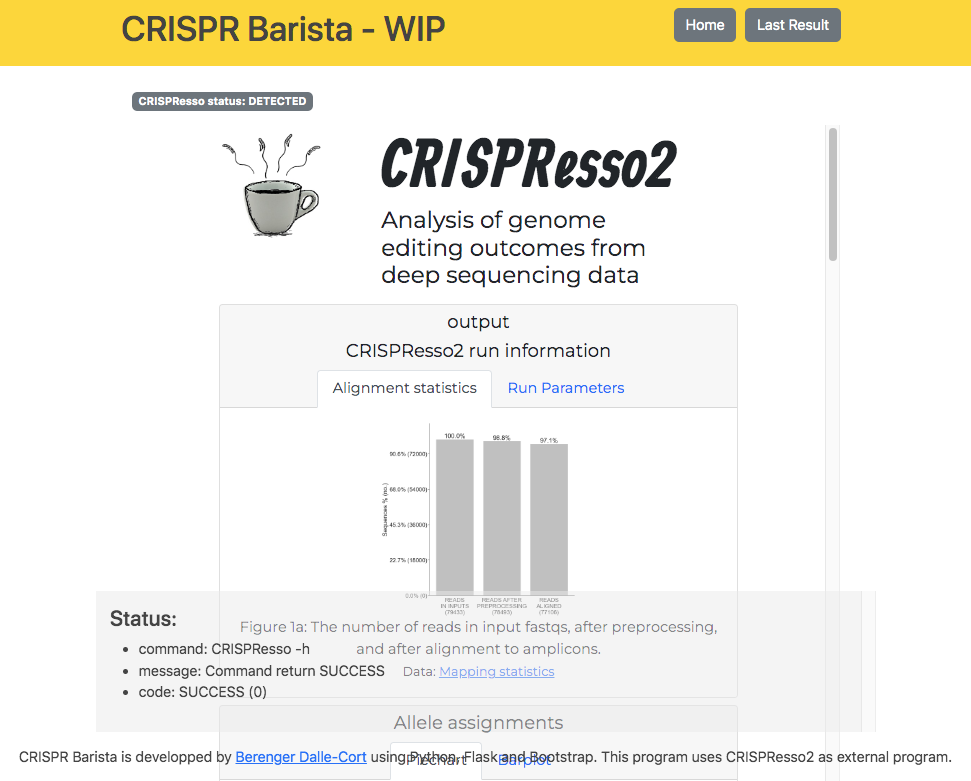 CRISPR Barista - WIP
Home
Last Result
CRISPResso status: DETECTED
CRISPResso2
Analysis of genome
editing outcomes from
deep sequencing data
output
CRISPResso2 run information
Alignment statistics
Run Parameters
100.0%
98.8%
97.1%
90.6% (72000)
68.0% (54000)
45.3% (36000)
22.7% (18000)
0.0% (0)
Sequences % (no.)
READS
IN INPUTS
(79433)
READS AFTER
PREPROCESSING
(78493)
READS
ALIGNED
(77108)
Figure 1a: The number of reads in input fastqs, after preprocessing,
and after alignment to amplicons.
Data: Mapping statistics
Status:
command: CRISPResso -h
message: Command return SUCCESS
code: SUCCESS (0)
Allele assignments
Piechart
Barplot
CRISPR Barista is developped by Berenger Dalle-Cort using Python, Flask and Bootstrap. This program uses CRISPResso2 as external program.